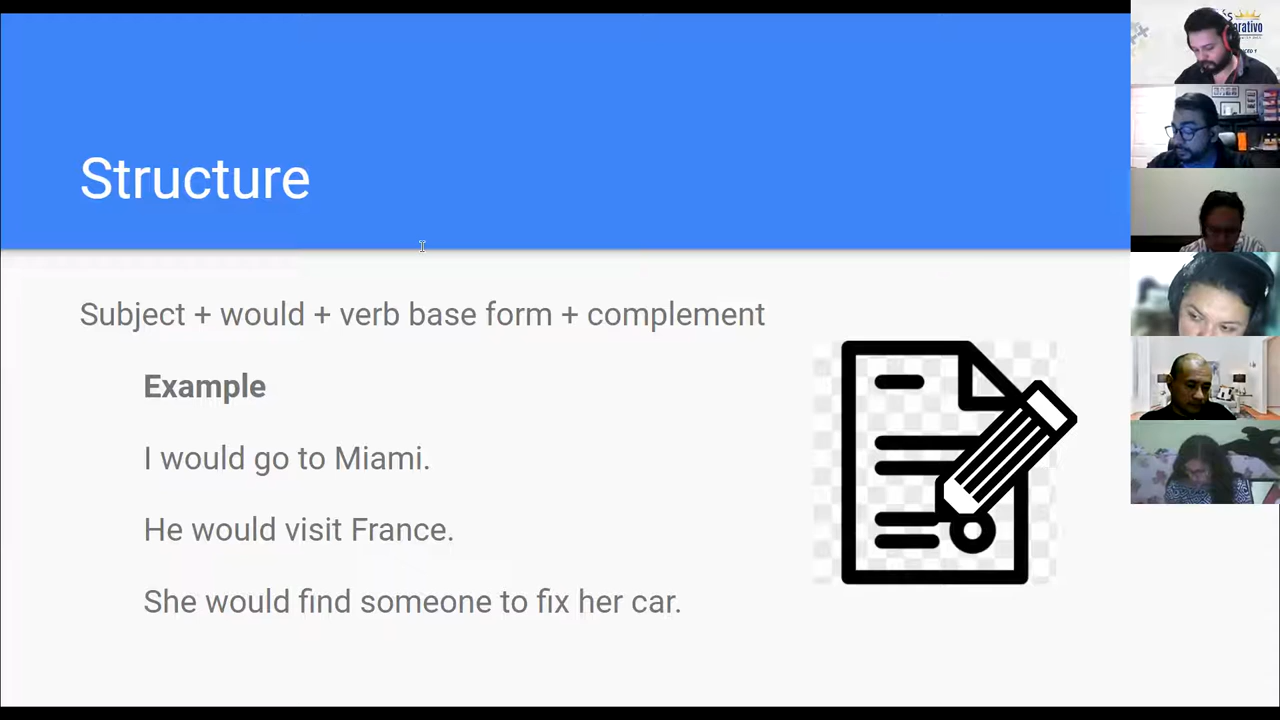 Structure
Subject + would + verb base form + complement
Example
I would go to Miami.
He would visit France.
She would find someone to fix her car.